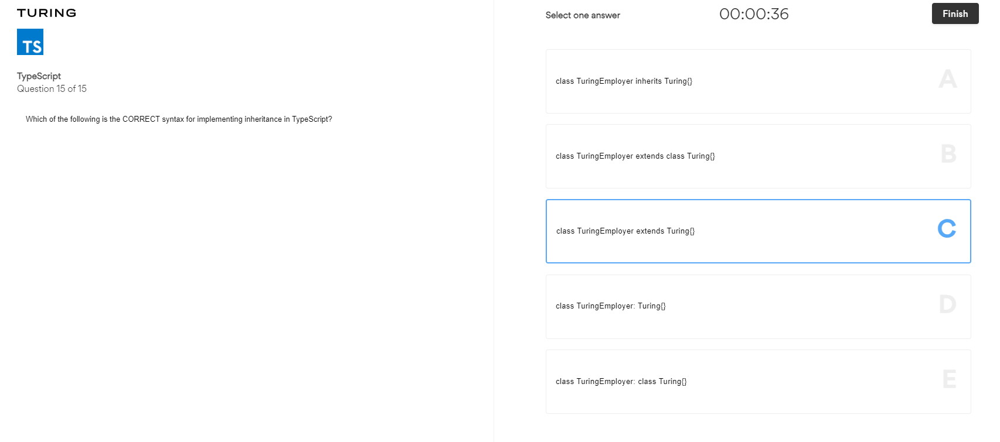 TURING
TS
TypeScript
Question 15 of 15
Which of the following is the CORRECT syntax for implementing inheritance in TypeScript?
Select one answer
00:00:36
Finish
class TuringEmployer inherits Turing{}
A
class TuringEmployer extends class Turing{}
B
class TuringEmployer extends Turing{}
C
class TuringEmployer: Turing{}
D
class TuringEmployer: class Turing{}
E